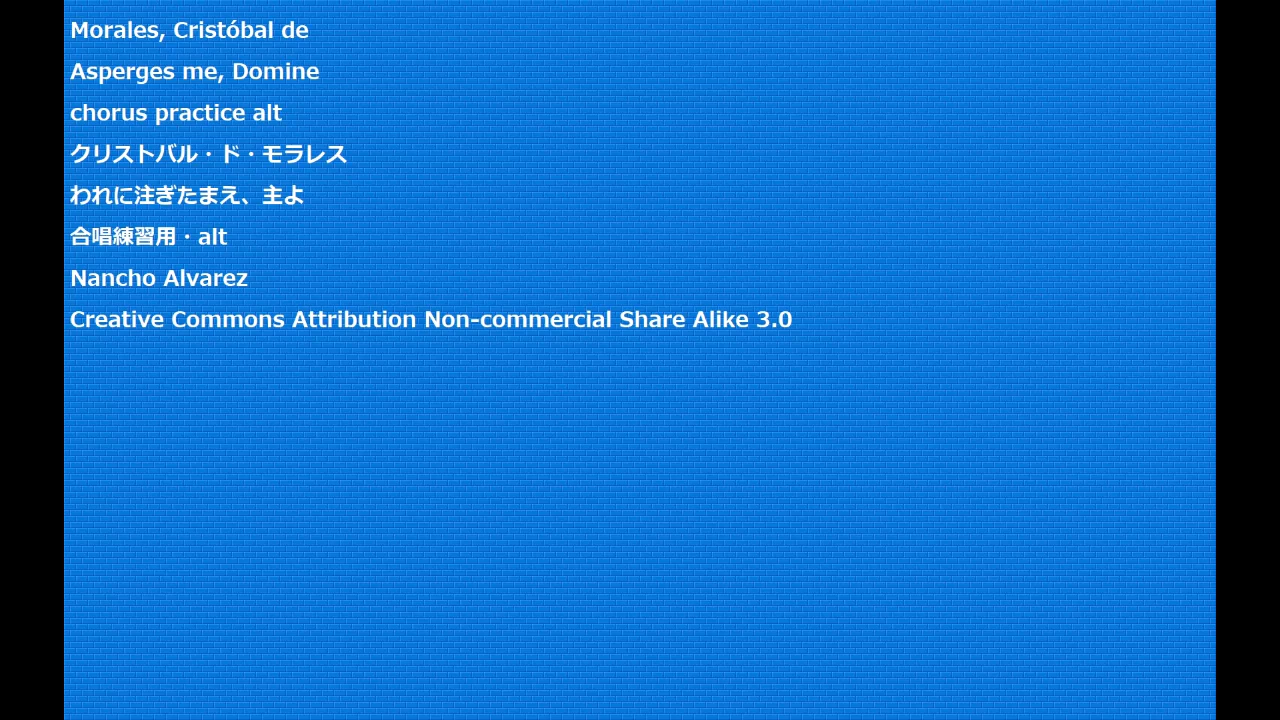 Morales, Cristóbal de
Asperges me, Domine
chorus practice alt
クリストバル・ド・モラレス
われに注ぎたまえ、主よ
合唱練習用・alt
Nancho Alvarez
Creative Commons Attribution Non-commercial Share Alike 3.0